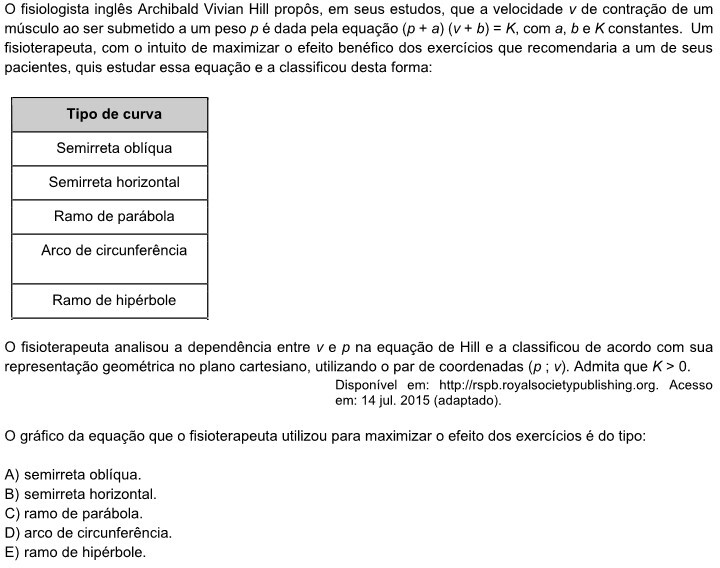 O fisiologista inglês Archibald Vivian Hill propôs, em seus estudos, que a velocidade v de contração de um
músculo ao ser submetido a um peso p é dada pela equação (p + a) (v + b) = K, com a, b e K constantes. Um
fisioterapeuta, com o intuito de maximizar o efeito benéfico dos exercícios que recomendaria a um de seus
pacientes, quis estudar essa equação e a classificou desta forma:
Tipo de curva
Semirreta oblíqua
Semirreta horizontal
Ramo de parábola
Arco de circunferência
Ramo de hipérbole
O fisioterapeuta analisou a dependência entre v e p na equação de Hill e a classificou de acordo com sua
representação geométrica no plano cartesiano, utilizando o par de coordenadas (p ; v). Admita que K > 0.
Disponível em: http://rspb.royalsocietypublishing.org. Acesso
em: 14 jul. 2015 (adaptado).
O gráfico da equação que o fisioterapeuta utilizou para maximizar o efeito dos exercícios é do tipo:
A) semirreta oblíqua.
B) semirreta horizontal.
C) ramo de parábola.
D) arco de circunferência.
E) ramo de hipérbole.